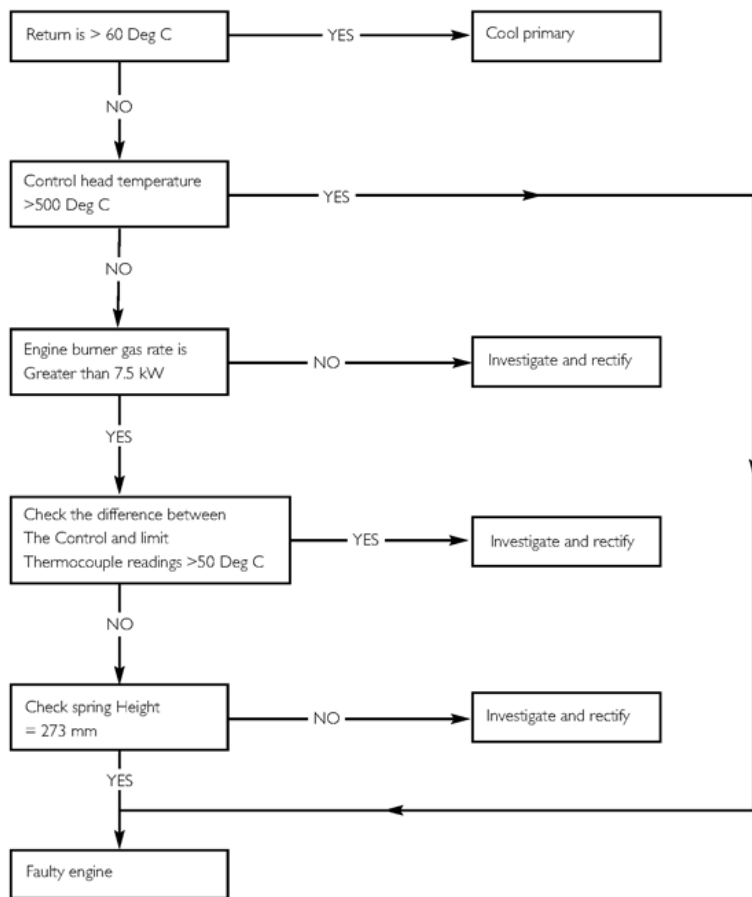 Return is > 60 Deg C
YES
Cool primary
NO
Control head temperature
>500 Deg C
YES
NO
Engine burner gas rate is
Greater than 7.5 kW
NO
Investigate and rectify
YES
Check the difference between
The Control and limit
Thermocouple readings >50 Deg C
YES
Investigate and rectify
NO
Check spring Height
= 273 mm
NO
Investigate and rectify
YES
Faulty engine